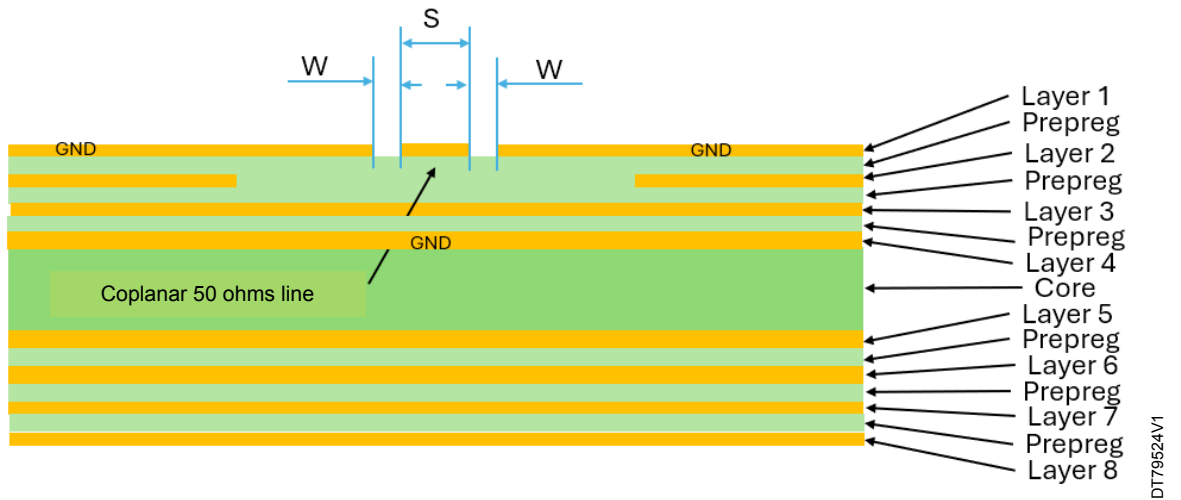 S
W
W
GND
GND
GND
Coplanar 50 ohms line
Layer 1
Prepreg
Layer 2
Prepreg
Layer 3
Prepreg
Layer 4
Core
Layer 5
Prepreg
Layer 6
Prepreg
Layer 7
Prepreg
Layer 8
DT79524V1